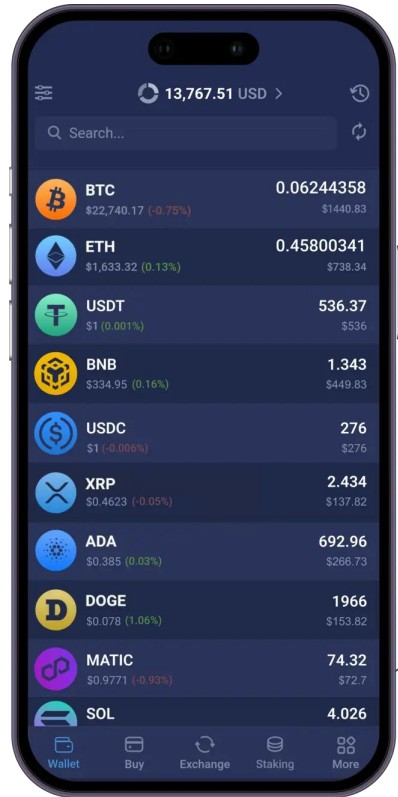 13,767.51 USD >
Search...
BTC 0.06244358
$22,740.17 (-0.75%) $1440.83
ETH 0.45800341
$1,633.32 (0.13%) $738.34
USDT 536.37
$1 (0.001%) $536
BNB 1.343
$334.95 (0.16%) $449.83
USDC 276
$1 (-0.006%) $276
XRP 2.434
$0.4623 (-0.05%) $137.82
ADA 692.96
$0.385 (0.03%) $266.73
DOGE 1966
$0.078 (1.06%) $153.82
MATIC 74.32
$0.9771 (-0.93%) $72.7
SOL 4.026
Wallet Buy Exchange Staking More